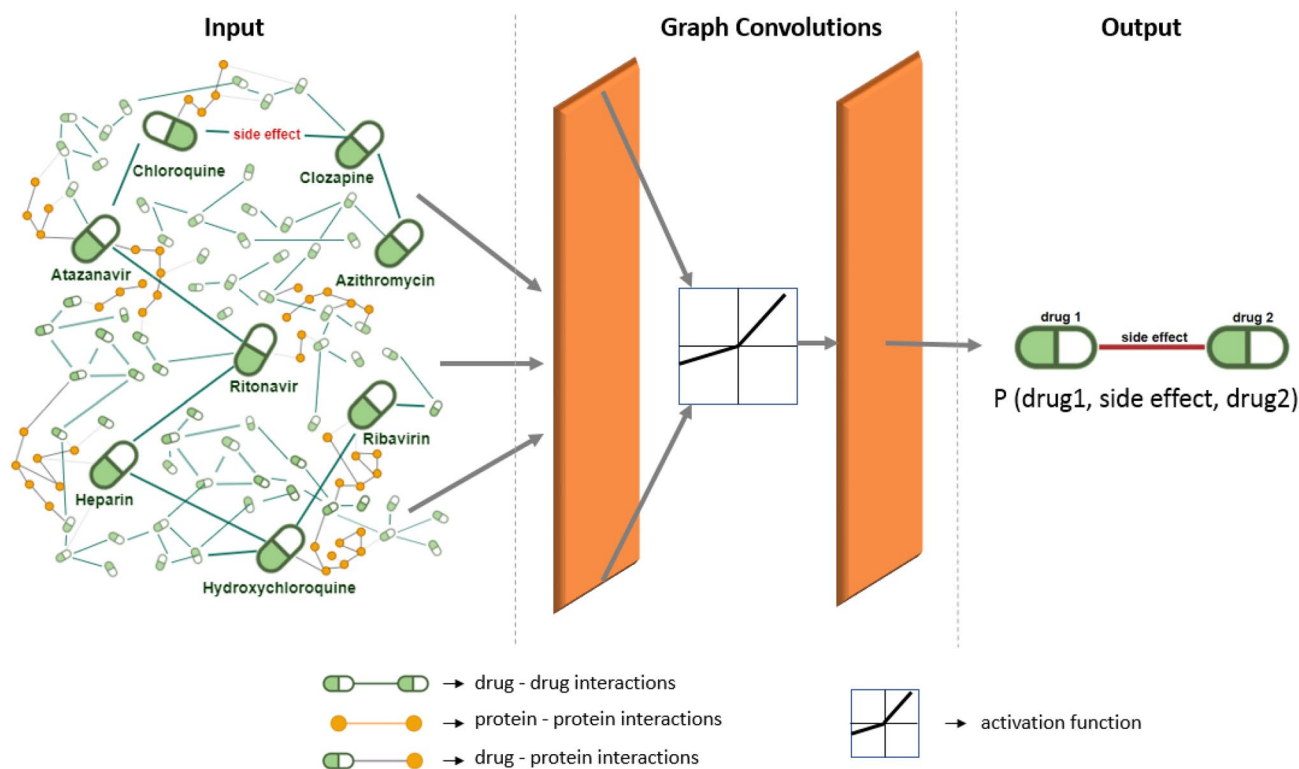 Input
Graph Convolutions
Output
side effect
Chloroquine
Clozapine
Atazanavir
Azithromycin
Ritonavir
Ribavirin
Heparin
Hydroxychloroquine
drug 1
drug 2
side effect
P (drug1, side effect, drug2)
drug - drug interactions
protein - protein interactions
drug - protein interactions
activation function